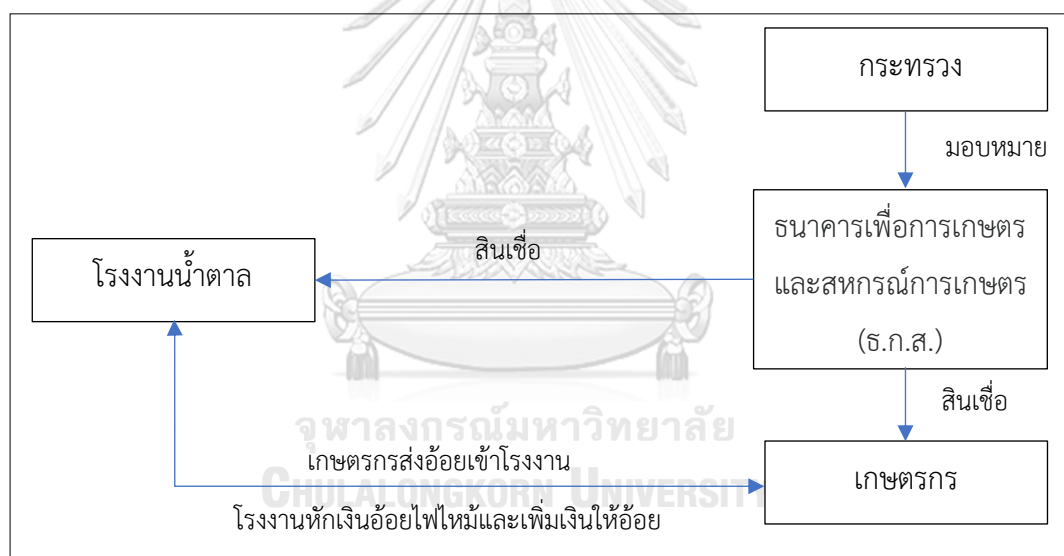 กระทรวง
มอบหมาย
ธนาคารเพื่อการเกษตร
และสหกรณ์การเกษตร
(ธ.ก.ส.)
สินเชื่อ
โรงงานน้ำตาล
สินเชื่อ
เกษตรกร
จุฬาลงกรณ์มหาวิทยาลัย
เกษตรกรส่งอ้อยเข้าโรงงาน
CHULALONGKORN UNIVERSIT
โรงงานหักเงินอ้อยไฟไหม้และเพิ่มเงินให้อ้อย